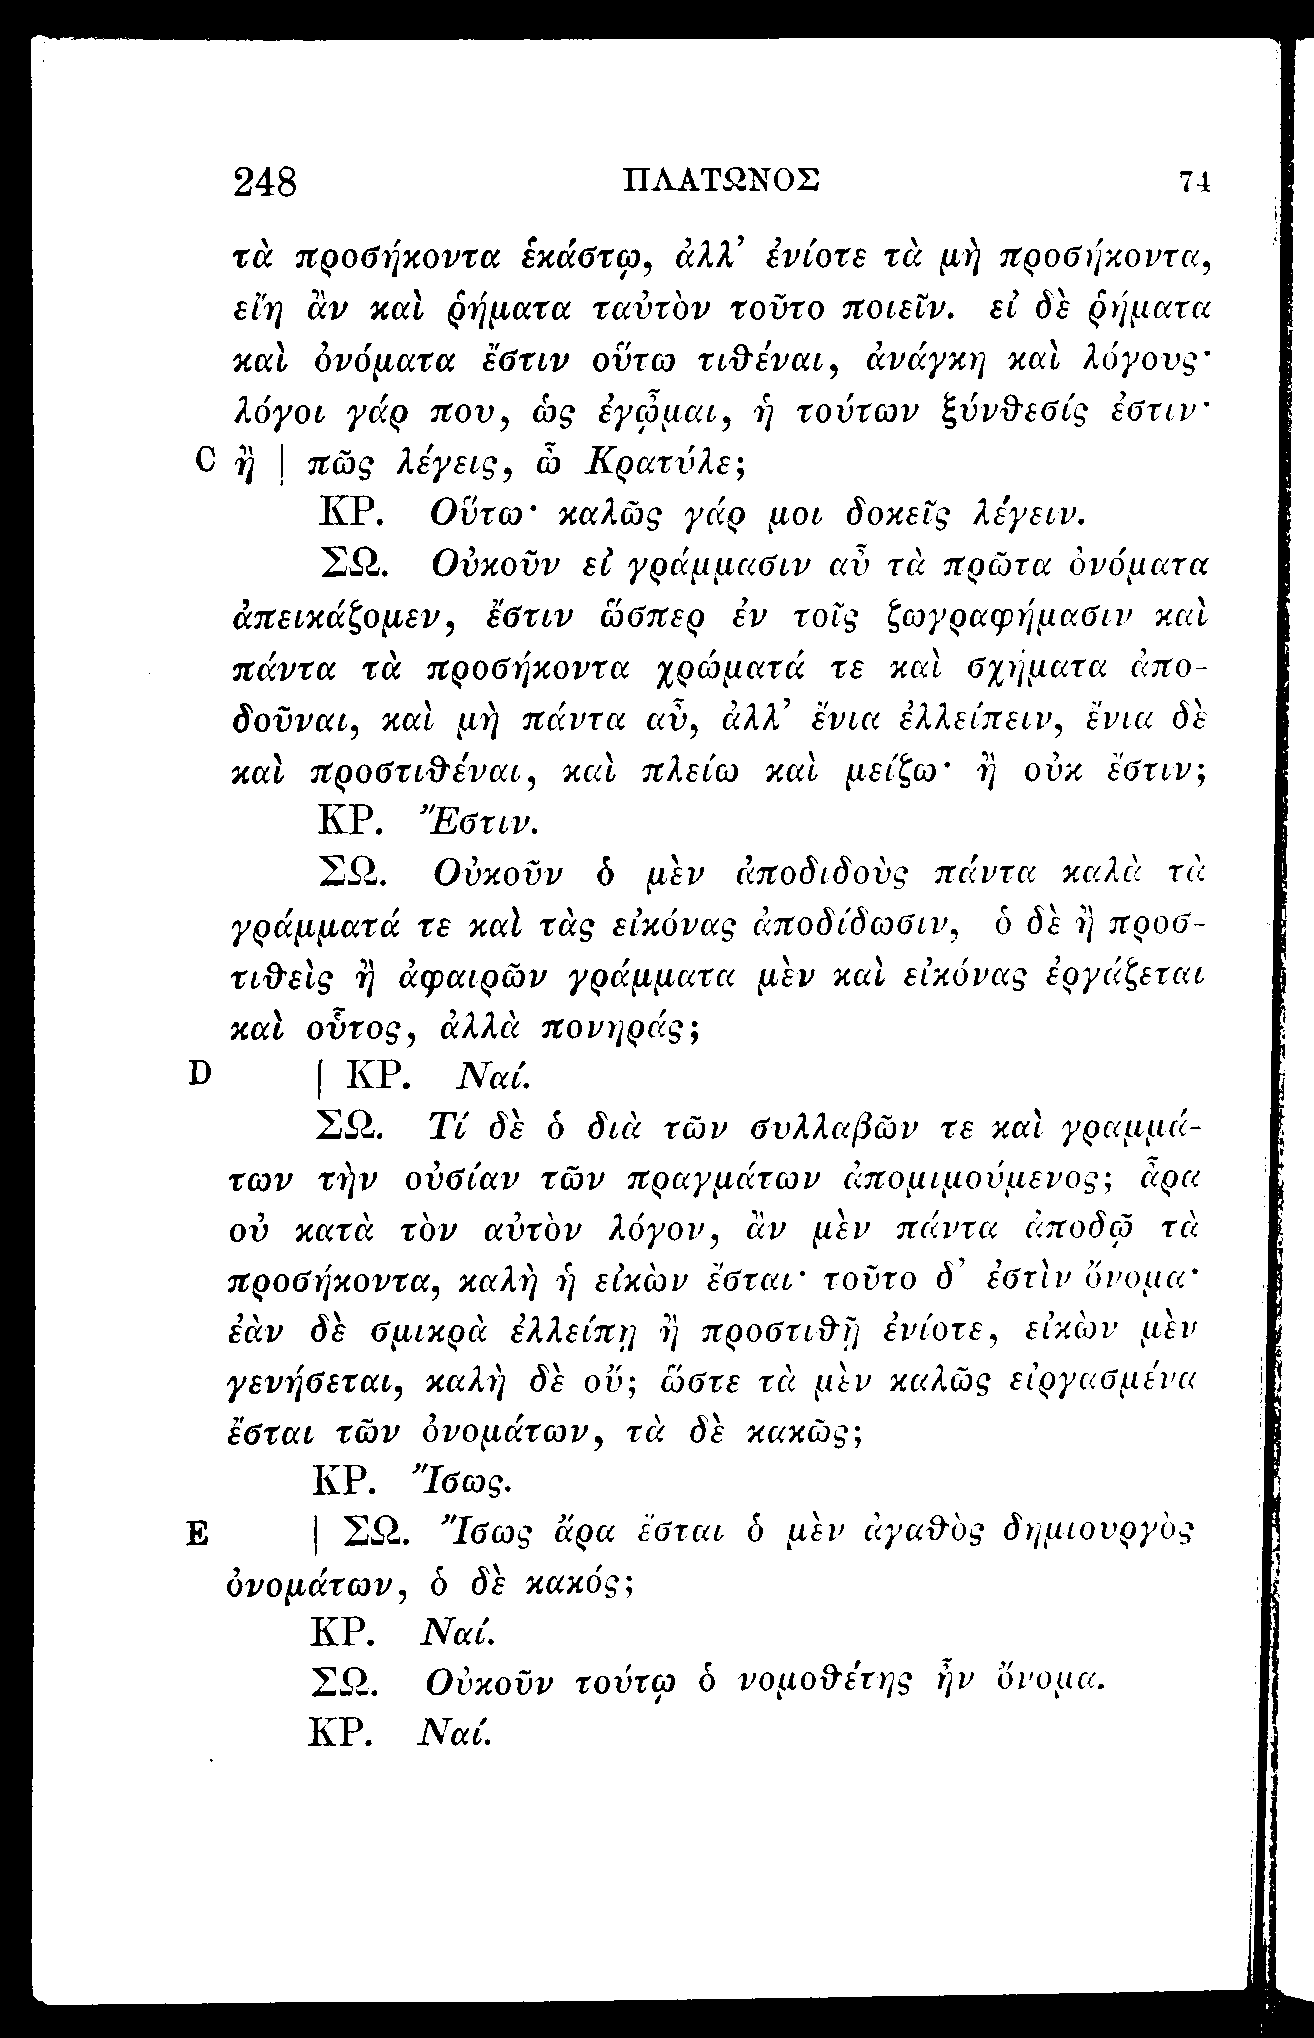 248 ΠΛΑΤΩΝΟΣ 74
τὰ προσήκοντα ἑκάστῳ, ἀλλ’ ἐνίοτε τὰ μὴ προσήκοντα,
εἴη ἂν καὶ ῥήματα ταὐτὸν τοῦτο ποιεῖν. εἰ δὲ ῥήματα
καὶ ὀνόματα ἔστιν οὕτω τιθέναι, ἀνάγκη καὶ λόγους·
λόγοι γάρ που, ὡς ἐγᾦμαι, ἡ τούτων ξύνθεσίς ἐστιν·
C ἢ | πῶς λέγεις, ὦ Κρατύλε;
ΚΡ. Οὕτω· καλῶς γάρ μοι δοκεῖς λέγειν.
ΣΩ. Οὐκοῦν εἰ γράμμασιν αὖ τὰ πρῶτα ὀνόματα
ἀπεικάζομεν, ἔστιν ὥσπερ ἐν τοῖς ζωγραφήμασιν καὶ
πάντα τὰ προσήκοντα χρώματά τε καὶ σχήματα ἀπο-
δοῦναι, καὶ μὴ πάντα αὖ, ἀλλ’ ἔνια ἐλλείπειν, ἔνια δὲ
καὶ προστιθέναι, καὶ πλείω καὶ μείζω· ἢ οὐκ ἔστιν;
ΚΡ. Ἔστιν.
ΣΩ. Οὐκοῦν ὁ μὲν ἀποδιδοὺς πάντα καλὰ τὰ
γράμματά τε καὶ τὰς εἰκόνας ἀποδίδωσιν, ὁ δὲ ἢ προσ-
τιθεὶς ἢ ἀφαιρῶν γράμματα μὲν καὶ εἰκόνας ἐργάζεται
καὶ οὗτος, ἀλλὰ πονηράς;
D | ΚΡ. Ναί.
ΣΩ. Τί δὲ ὁ διὰ τῶν συλλαβῶν τε καὶ γραμμά-
των τὴν οὐσίαν τῶν πραγμάτων ἀπομιμούμενος; ἆρα
οὐ κατὰ τὸν αὐτὸν λόγον, ἂν μὲν πάντα ἀποδῷ τὰ
προσήκοντα, καλὴ ἡ εἰκὼν ἔσται· τοῦτο δ’ ἐστὶν ὄνομα·
ἐὰν δὲ σμικρὰ ἐλλείπῃ ἢ προστιθῇ ἐνίοτε, εἰκὼν μὲν
γενήσεται, καλὴ δὲ οὔ; ὥστε τὰ μὲν καλῶς εἰργασμένα
ἔσται τῶν ὀνομάτων, τὰ δὲ κακῶς;
ΚΡ. Ἴσως.
E | ΣΩ. Ἴσως ἄρα ἔσται ὁ μὲν ἀγαθὸς δημιουργὸς
ὀνομάτων, ὁ δὲ κακός;
ΚΡ. Ναί.
ΣΩ. Οὐκοῦν τούτῳ ὁ νομοθέτης ἦν ὄνομα.
ΚΡ. Ναί.